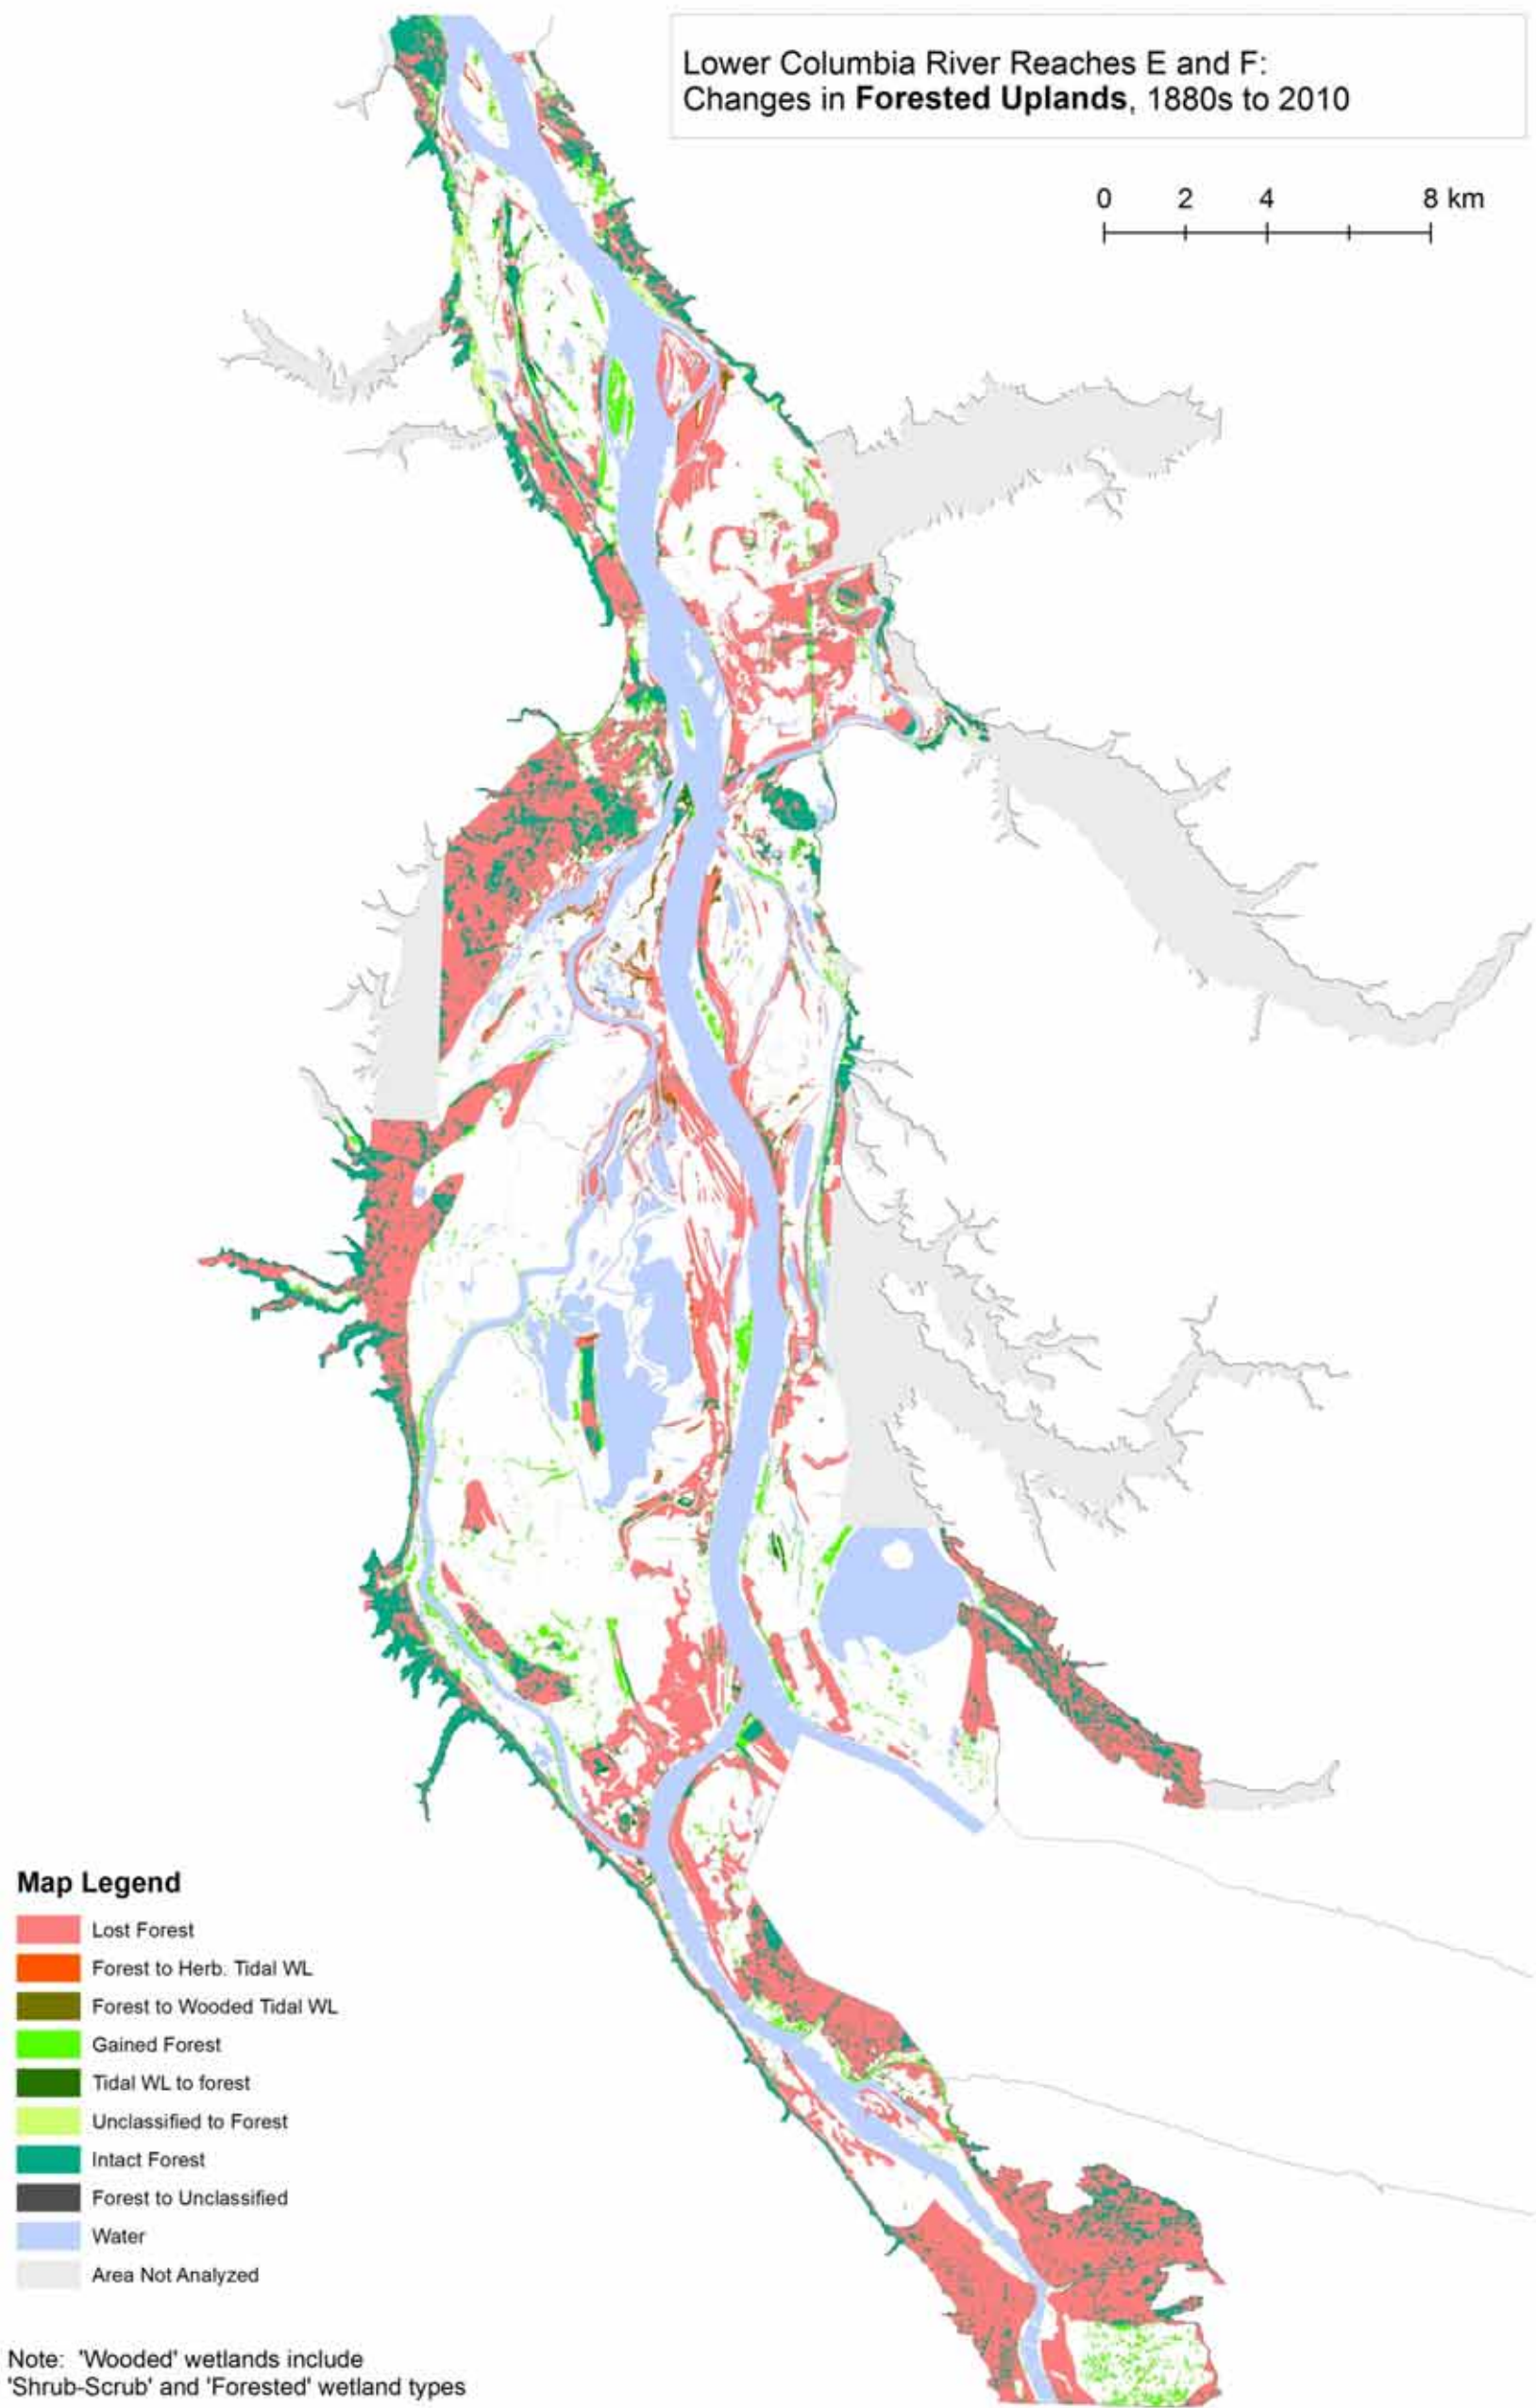 Lower Columbia River Reaches E and F:
Changes in Forested Uplands, 1880s to 2010
0 2 4 8 km
Map Legend
Lost Forest
Forest to Herb. Tidal WL
Forest to Wooded Tidal WL
Gained Forest
Tidal WL to forest
Unclassified to Forest
Intact Forest
Forest to Unclassified
Water
Area Not Analyzed
Note: 'Wooded' wetlands include
'Shrub-Scrub' and 'Forested' wetland types